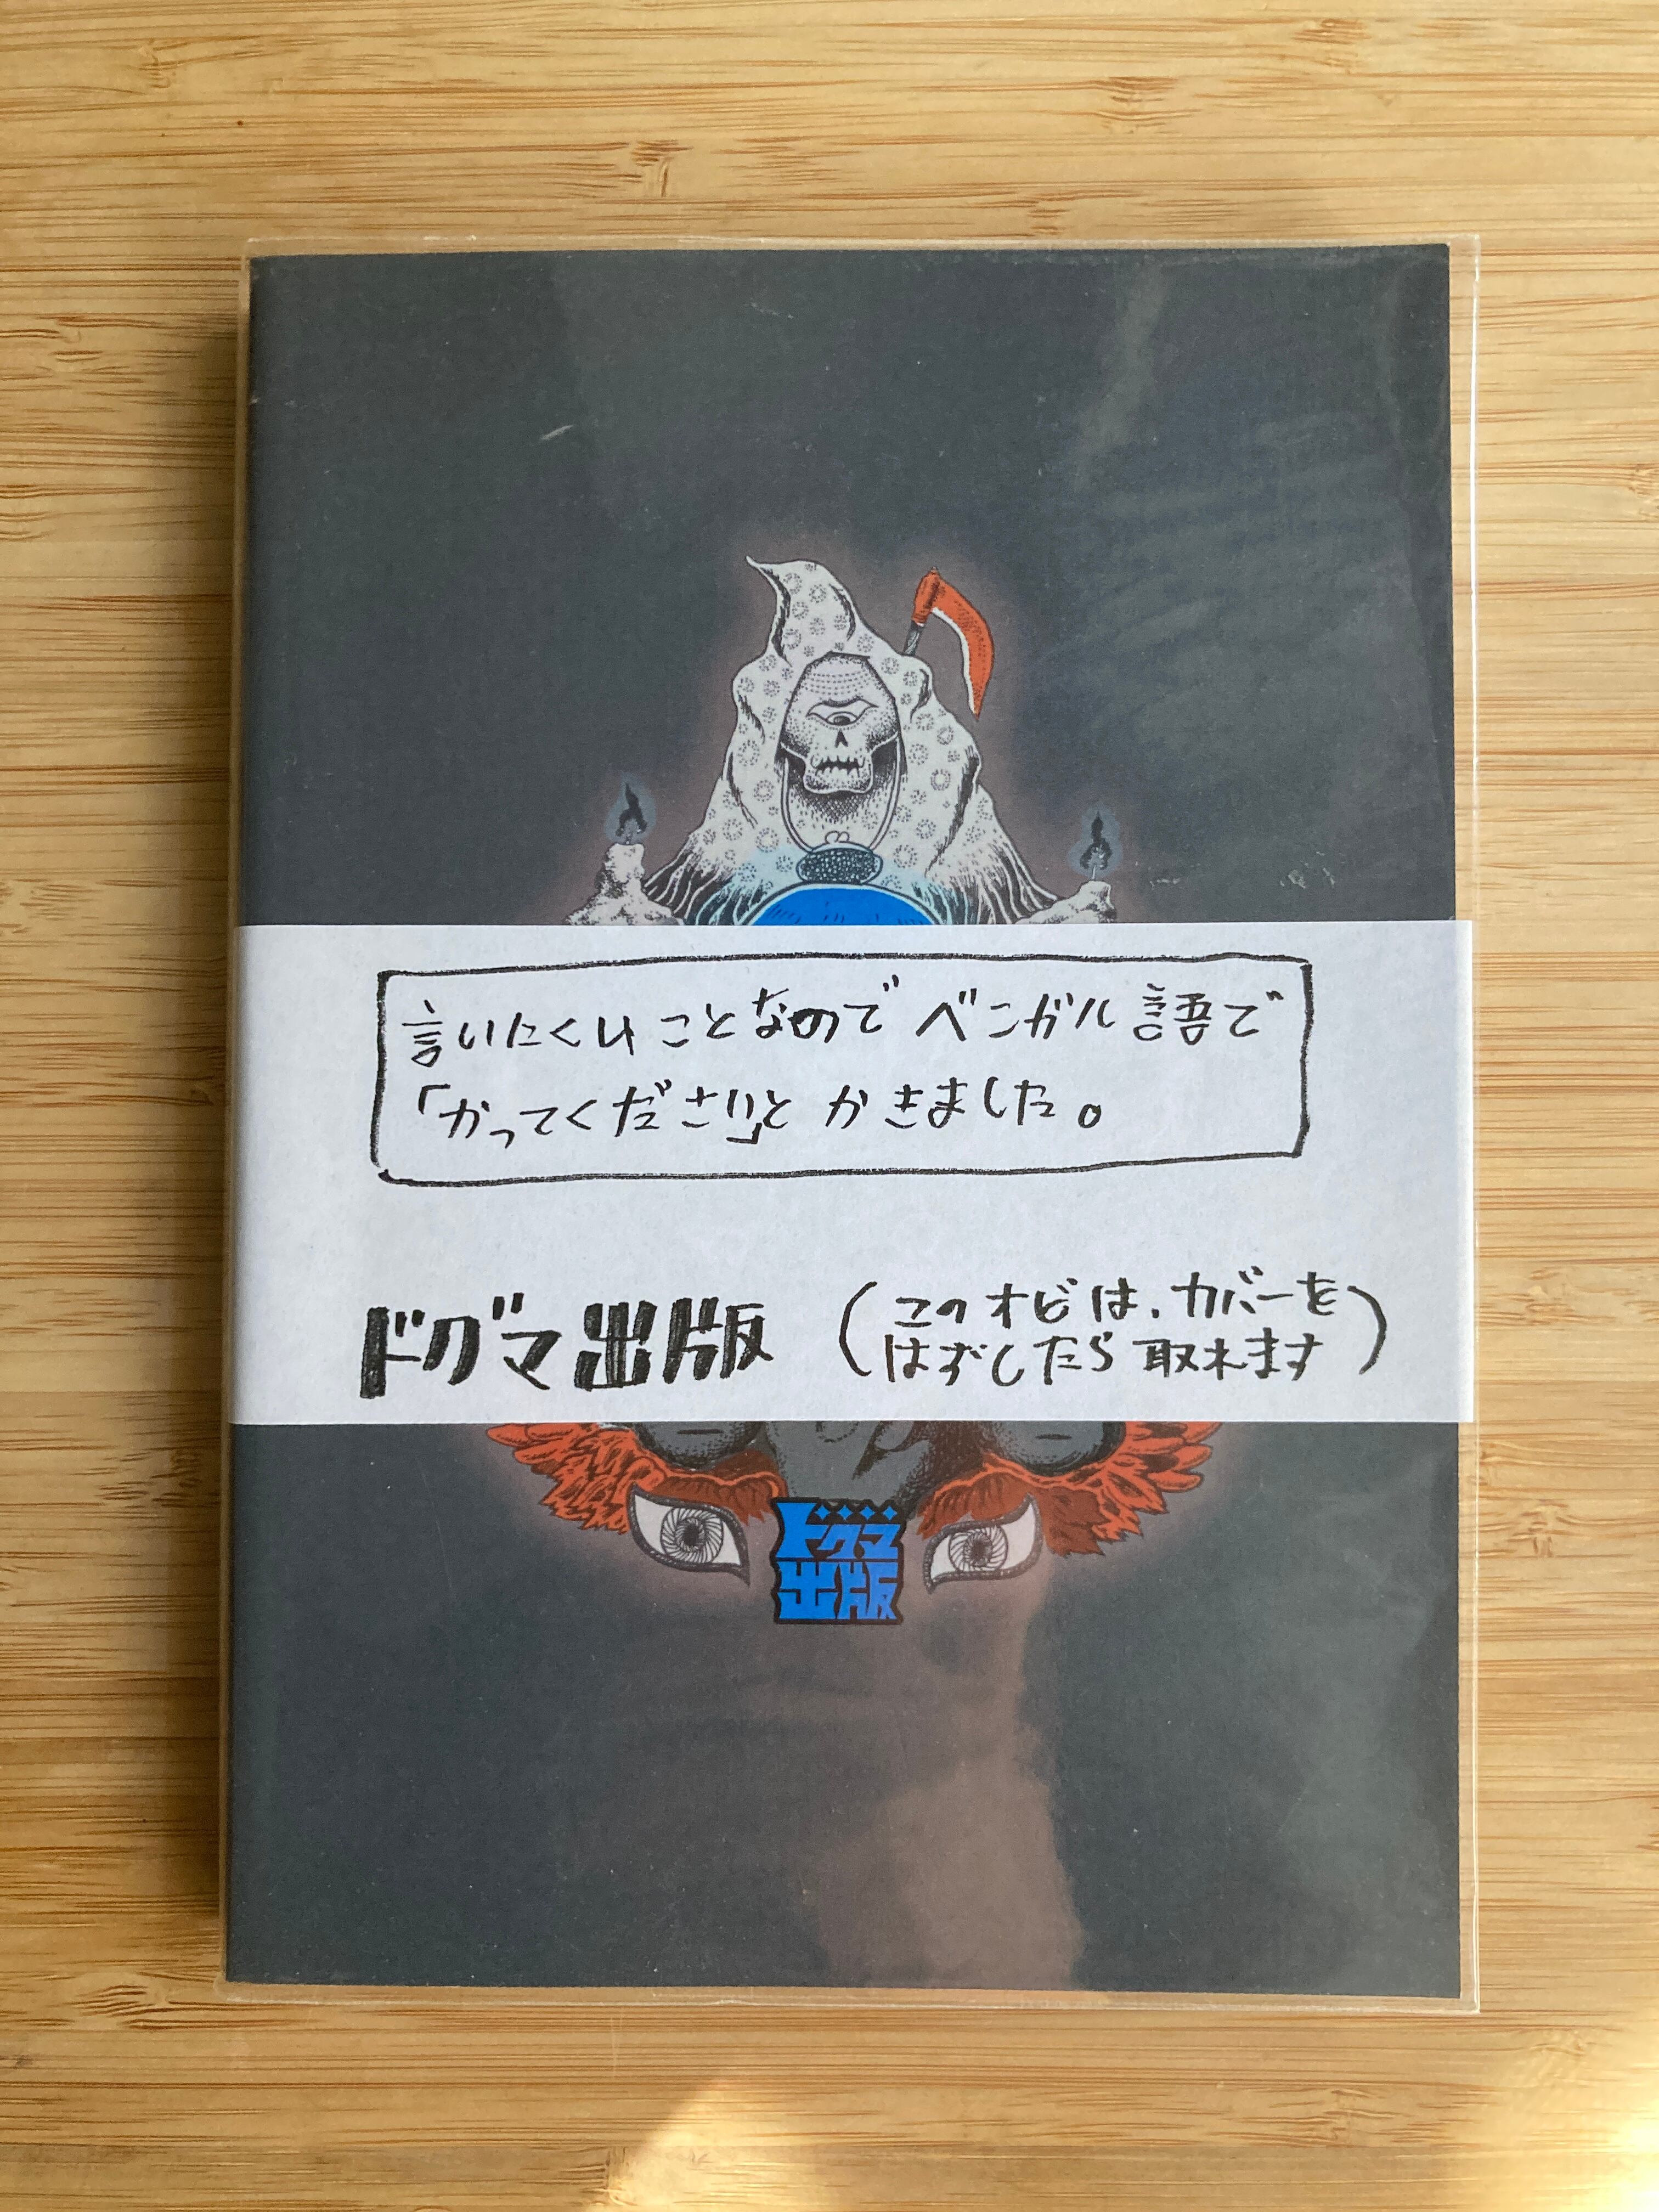 言いたくいことなのでベンガル語で
「かってください」とかきました。
ドグマ出版
(このオビは、カバーを
はずしたら取れます)
ドグマ
出版